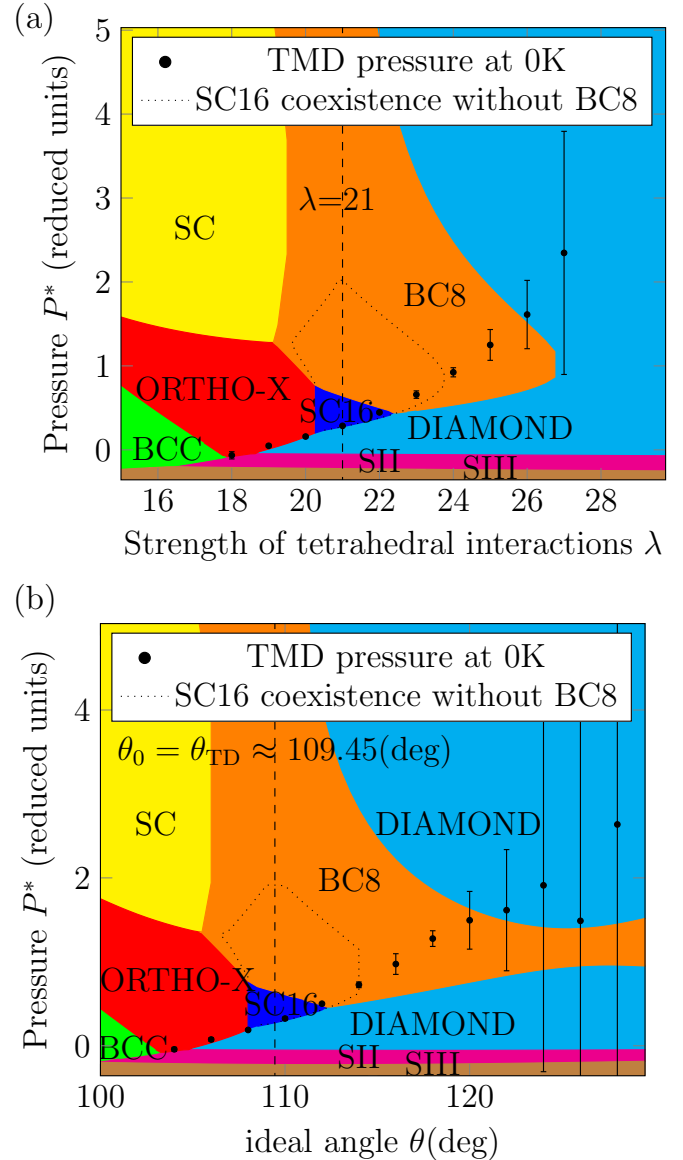 (a)
5
4
3
2
1
0
Pressure P* (reduced units)
TMD pressure at 0K
SC16 coexistence without BC8
λ=21
SC
BC8
ORTHO-X
SC16
DIAMOND
BCC
SII
SIII
16 18 20 22 24 26 28
Strength of tetrahedral interactions λ
(b)
4
2
0
Pressure P* (reduced units)
TMD pressure at 0K
SC16 coexistence without BC8
θ₀ = θ_TD ≈ 109.45(deg)
SC
DIAMOND
BC8
ORTHO-X
SC16
DIAMOND
BCC
SII
SIII
100 110 120
ideal angle θ(deg)